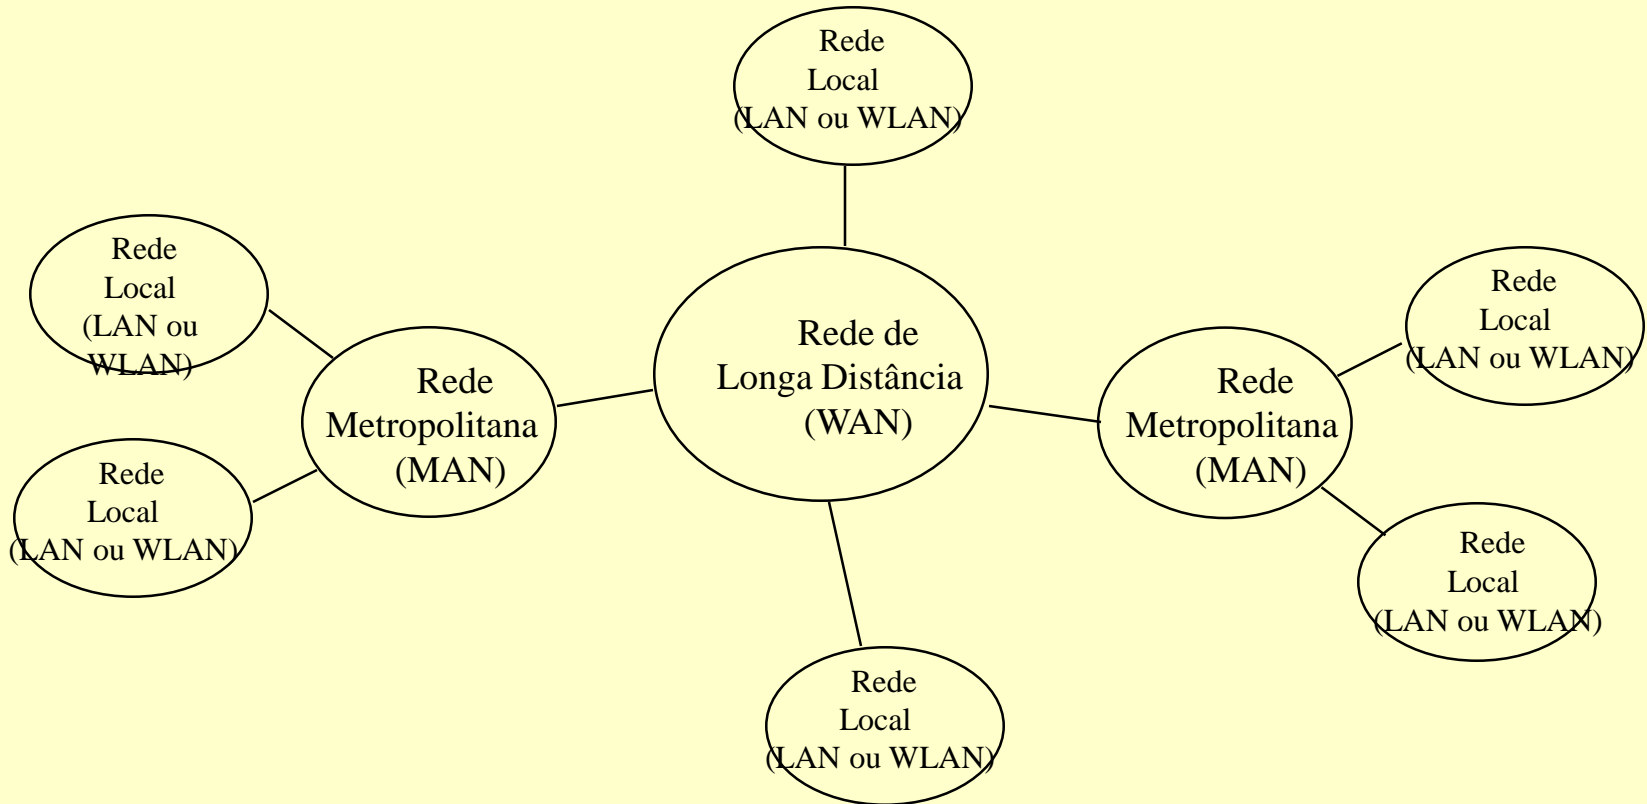 Rede
Local
(LAN ou WLAN)
Rede
Local
(LAN ou
WLAN)
Rede
Local
(LAN ou WLAN)
Rede
Metropolitana
(MAN)
Rede de
Longa Distância
(WAN)
Rede
Metropolitana
(MAN)
Rede
Local
(LAN ou WLAN)
Rede
Local
(LAN ou WLAN)
Rede
Local
(LAN ou WLAN)